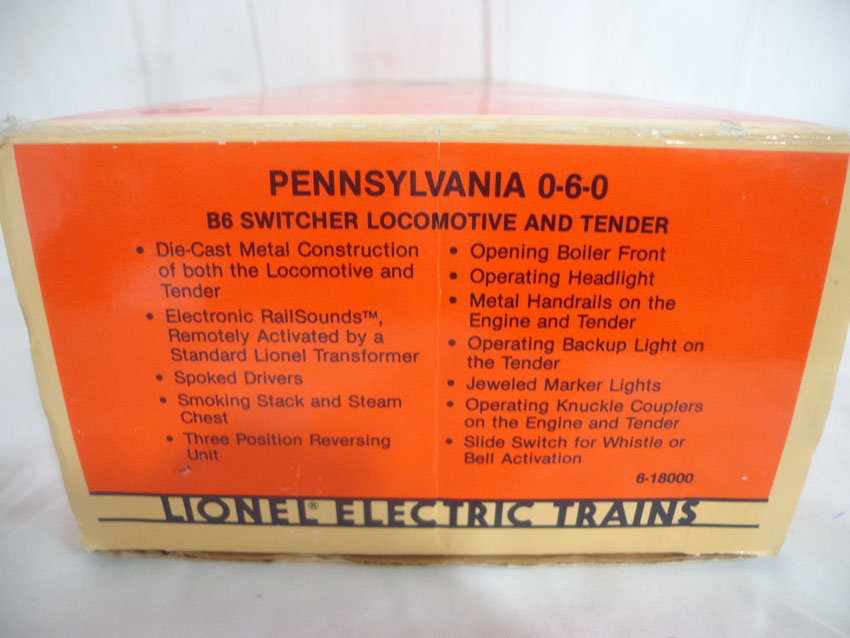 PENNSYLVANIA 0-6-0
B6 SWITCHER LOCOMOTIVE AND TENDER
• Die-Cast Metal Construction
of both the Locomotive and
Tender
• Electronic RailSounds™,
Remotely Activated by a
Standard Lionel Transformer
• Spoked Drivers
• Smoking Stack and Steam
Chest
• Three Position Reversing
Unit
• Opening Boiler Front
• Operating Headlight
• Metal Handrails on the
Engine and Tender
• Operating Backup Light on
the Tender
• Jeweled Marker Lights
• Operating Knuckle Couplers
on the Engine and Tender
• Slide Switch for Whistle or
Bell Activation
6-18000
LIONEL® ELECTRIC TRAINS